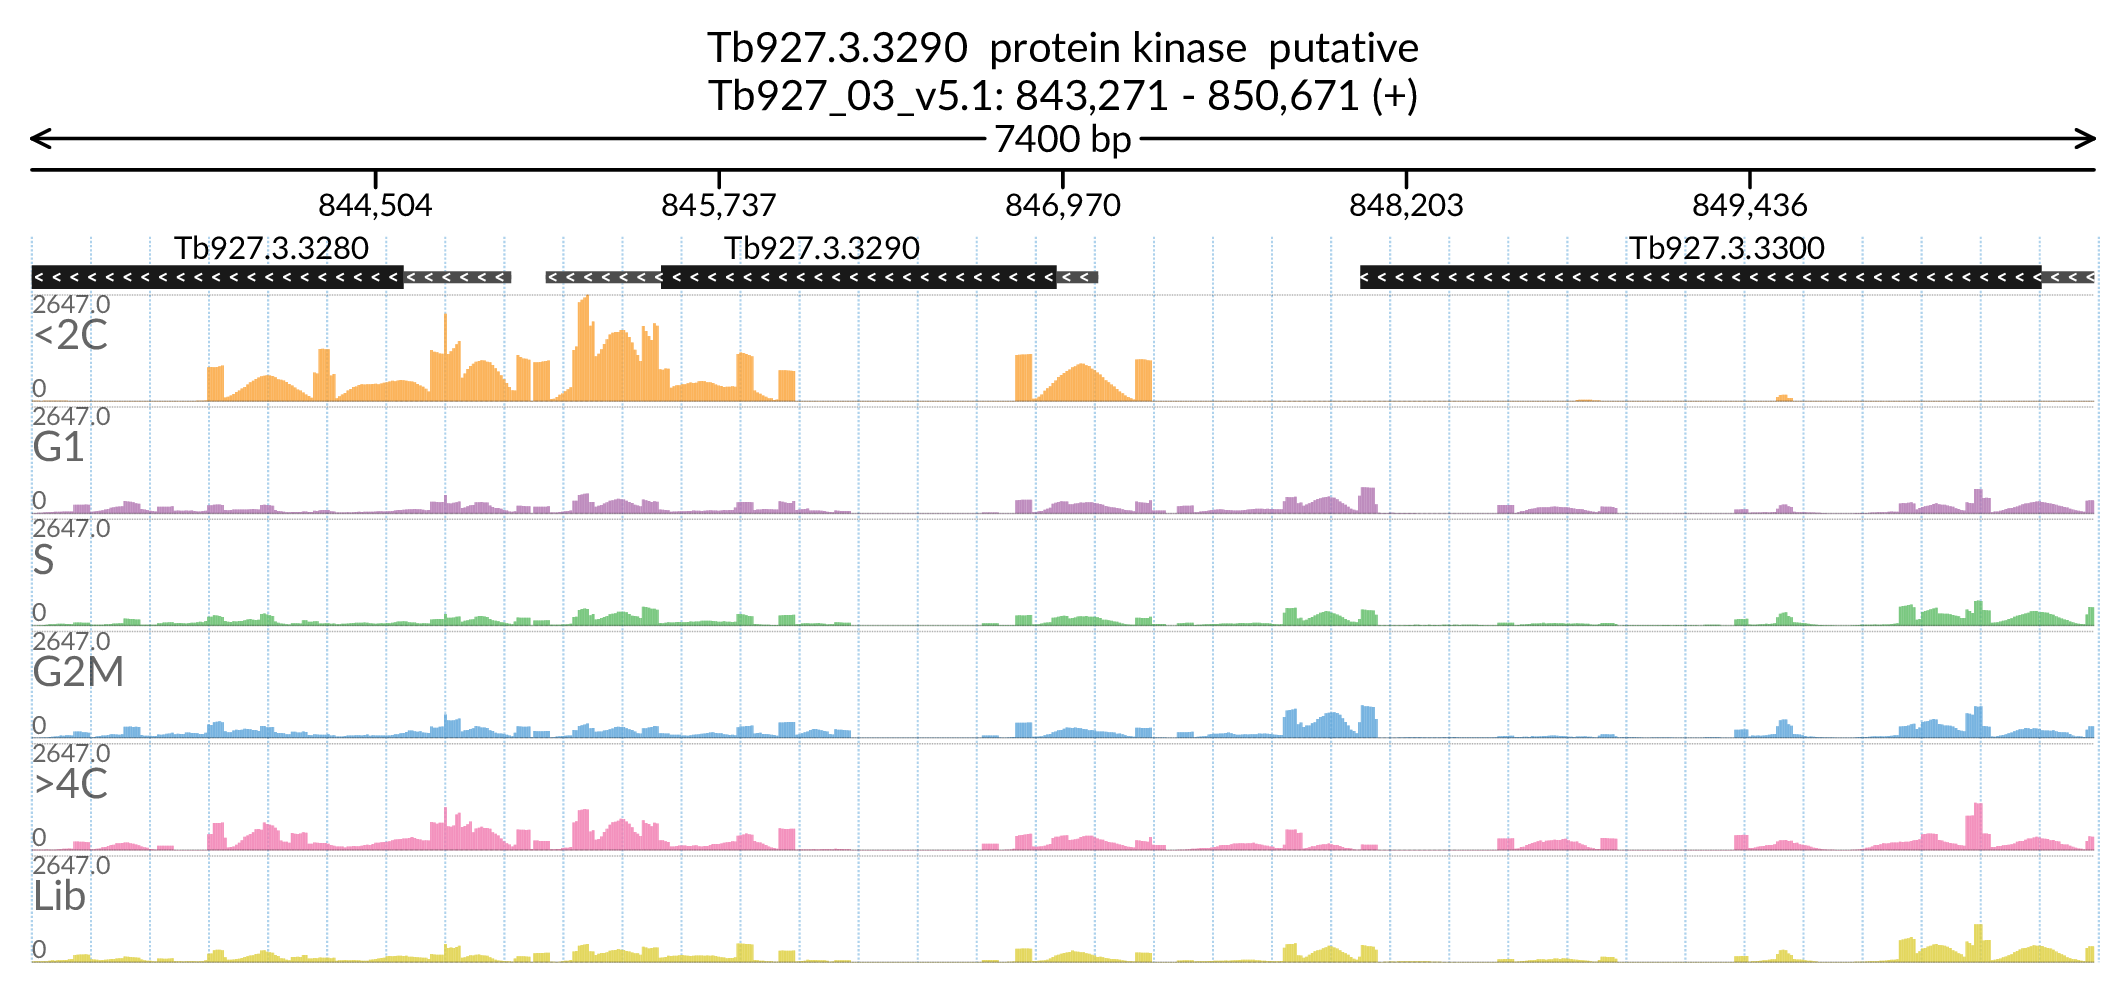 Tb927.3.3290  protein kinase  putative
Tb927_03_v5.1: 843,271 - 850,671 (+)
7400 bp
844,504 845,737 846,970 848,203 849,436
Tb927.3.3280 Tb927.3.3290 Tb927.3.3300
2647.0
<2C
0
2647.0
G1
0
2647.0
S
0
2647.0
G2M
0
2647.0
>4C
0
2647.0
Lib
0